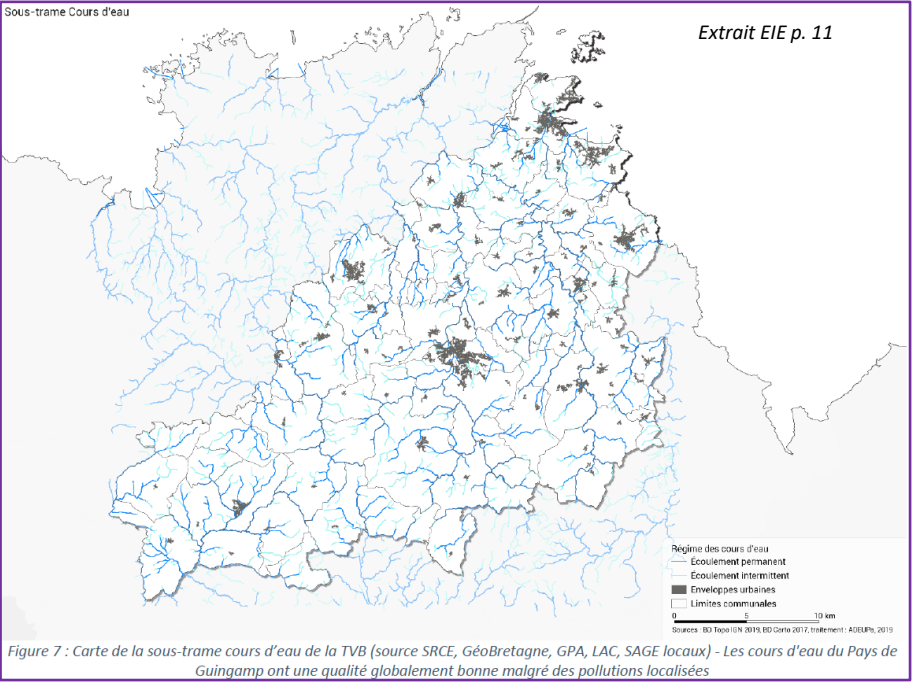 Sous-trame Cours d'eau
Extrait EIE p. 11
Régime des cours d'eau
Écoulement permanent
Écoulement intermittent
Enveloppes urbaines
Limites communales
0 5 10 km
Sources : BD Topo IGN 2019, BD Carto 2017, traitement : ADEUPa, 2019
Figure 7 : Carte de la sous-trame cours d'eau de la TVB (source SRCE, GéoBretagne, GPA, LAC, SAGE locaux) - Les cours d'eau du Pays de
Guingamp ont une qualité globalement bonne malgré des pollutions localisées